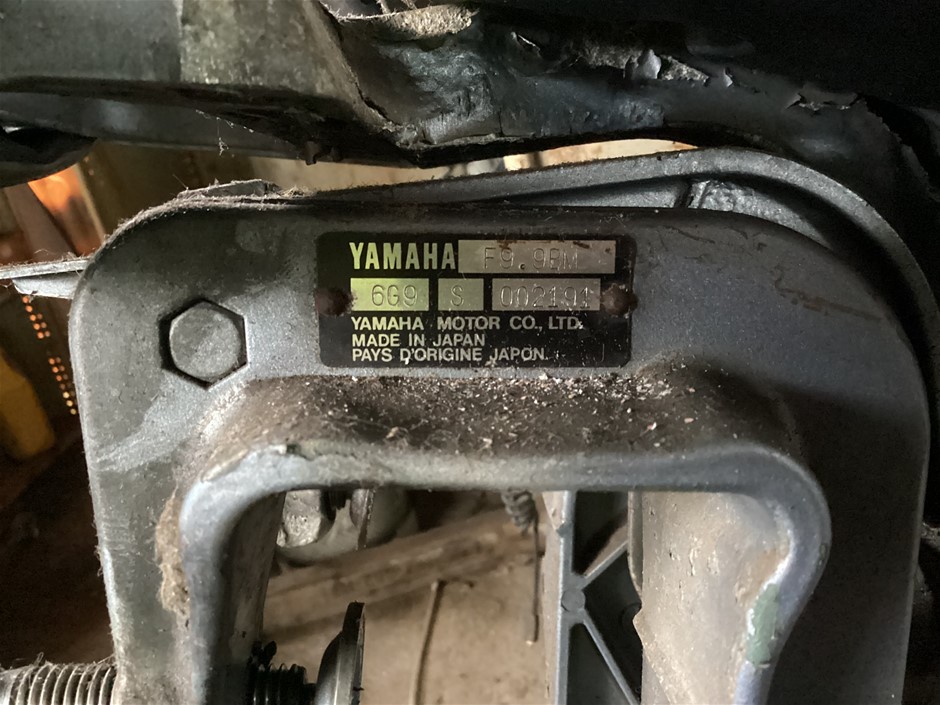 YAMAHA F9.9BM
6G9 S 002191
YAMAHA MOTOR CO., LTD.
MADE IN JAPAN
PAYS D'ORIGINE JAPON.